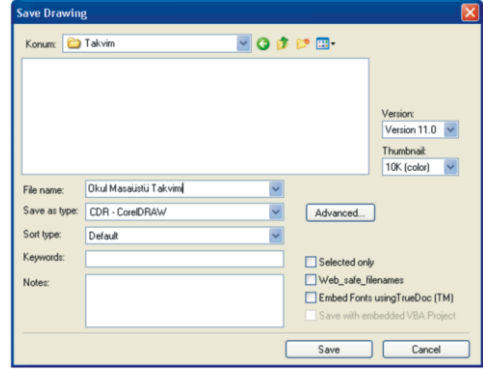 Save Drawing
Konum: Takvim
Version:
Version 11.0
Thumbnail:
10K (color)
File name: Okul Masaüstü Takvimi
Save as type: CDR - CorelDRAW
Advanced...
Sort type: Default
Keywords:
Selected only
Notes:
Web_safe_filenames
Embed Fonts usingTrueDoc (TM)
Save with embedded VBA Project
Save Cancel